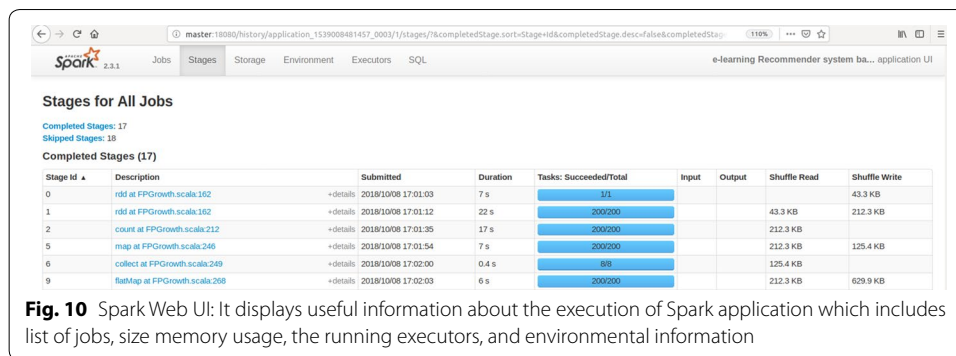 master:18080/history/application_1539008481457_0003/1/stages/?&completedStage.sort=Stage+Id&completedStage.desc=false&completedStag 110%
APACHE Spark 2.3.1 Jobs Stages Storage Environment Executors SQL e-learning Recommender system ba... application UI
Stages for All Jobs
Completed Stages: 17
Skipped Stages: 18
Completed Stages (17)
Stage Id ▲ Description Submitted Duration Tasks: Succeeded/Total Input Output Shuffle Read Shuffle Write
0 rdd at FPGrowth.scala:162 +details 2018/10/08 17:01:03 7 s 1/1 43.3 KB
1 rdd at FPGrowth.scala:162 +details 2018/10/08 17:01:12 22 s 200/200 43.3 KB 212.3 KB
2 count at FPGrowth.scala:212 +details 2018/10/08 17:01:35 17 s 200/200 212.3 KB
5 map at FPGrowth.scala:246 +details 2018/10/08 17:01:54 7 s 200/200 212.3 KB 125.4 KB
6 collect at FPGrowth.scala:249 +details 2018/10/08 17:02:00 0.4 s 8/8 125.4 KB
9 flatMap at FPGrowth.scala:268 +details 2018/10/08 17:02:03 6 s 200/200 212.3 KB 629.9 KB
Fig. 10 Spark Web UI: It displays useful information about the execution of Spark application which includes
list of jobs, size memory usage, the running executors, and environmental information